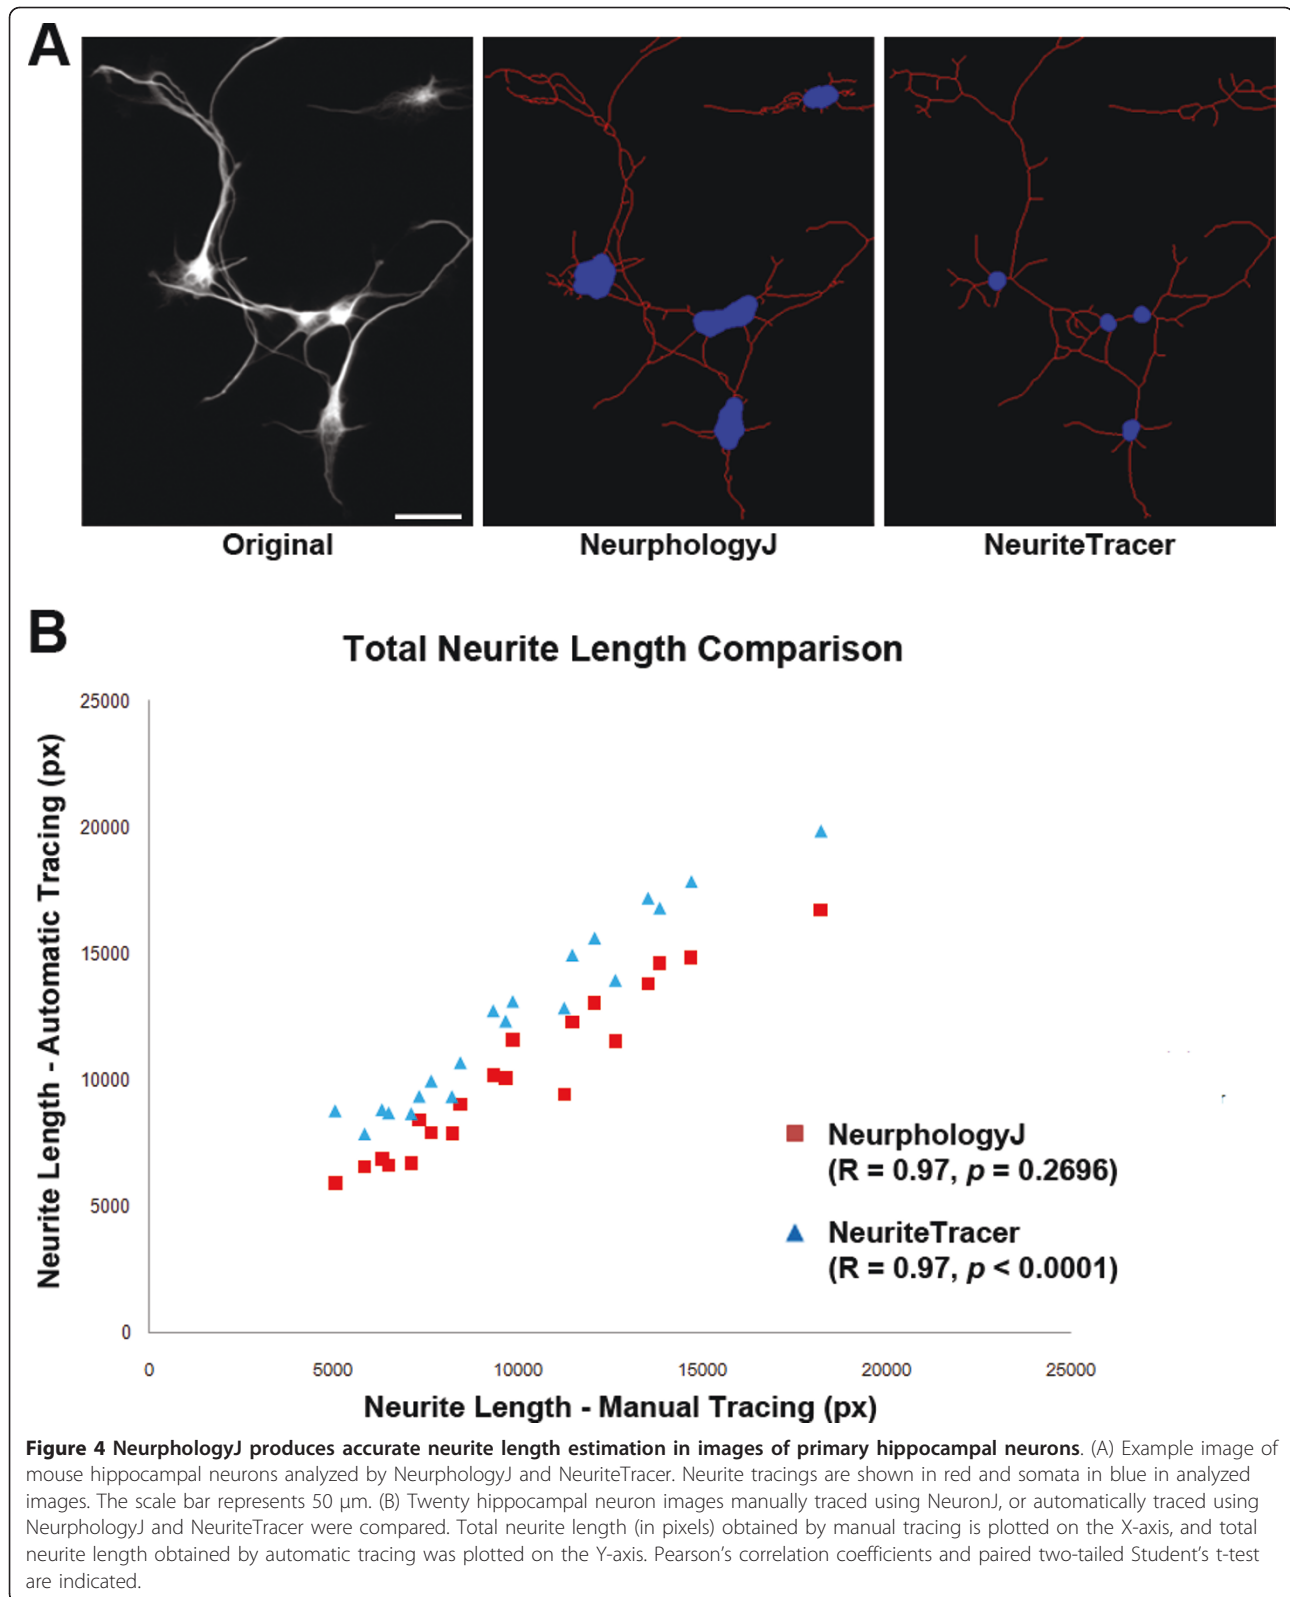 A
Original
NeurphologyJ
NeuriteTracer
B
Total Neurite Length Comparison
Neurite Length - Automatic Tracing (px)
25000
20000
15000
10000
5000
0
NeurphologyJ
(R = 0.97, p = 0.2696)
NeuriteTracer
(R = 0.97, p < 0.0001)
0 5000 10000 15000 20000 25000
Neurite Length - Manual Tracing (px)
Figure 4 NeurphologyJ produces accurate neurite length estimation in images of primary hippocampal neurons. (A) Example image of
mouse hippocampal neurons analyzed by NeurphologyJ and NeuriteTracer. Neurite tracings are shown in red and somata in blue in analyzed
images. The scale bar represents 50 μm. (B) Twenty hippocampal neuron images manually traced using NeuronJ, or automatically traced using
NeurphologyJ and NeuriteTracer were compared. Total neurite length (in pixels) obtained by manual tracing is plotted on the X-axis, and total
neurite length obtained by automatic tracing was plotted on the Y-axis. Pearson's correlation coefficients and paired two-tailed Student's t-test
are indicated.